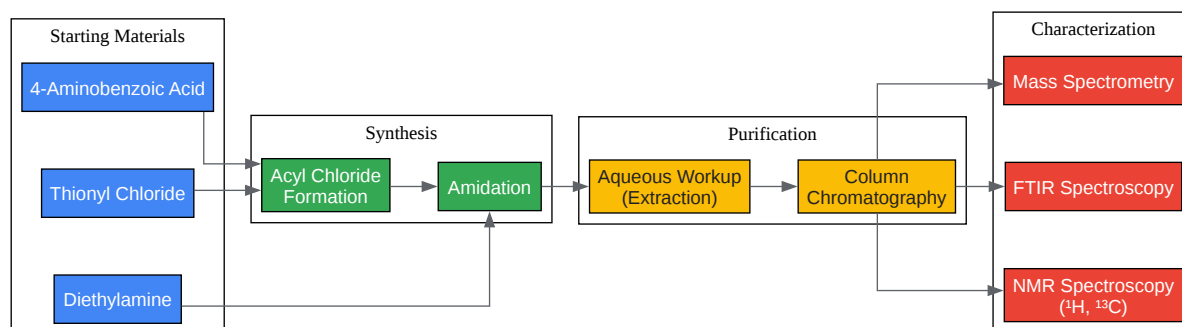 Starting Materials
4-Aminobenzoic Acid
Thionyl Chloride
Diethylamine
Synthesis
Acyl Chloride
Formation
Amidation
Purification
Aqueous Workup
(Extraction)
Column
Chromatography
Characterization
Mass Spectrometry
FTIR Spectroscopy
NMR Spectroscopy
(¹H, ¹³C)